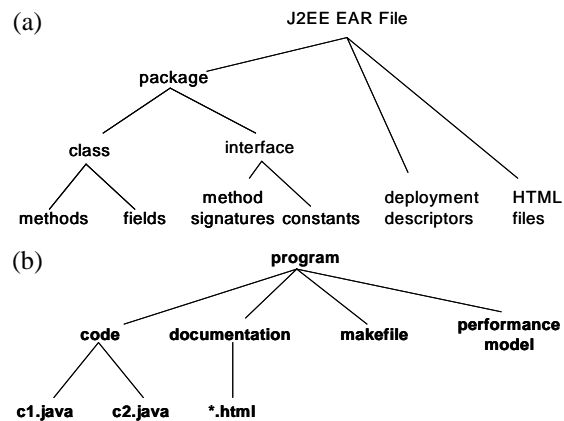 (a)
J2EE EAR File
package
class
interface
methods
fields
method
signatures
constants
deployment
descriptors
HTML
files
(b)
program
code
documentation
makefile
performance
model
c1.java
c2.java
*.html